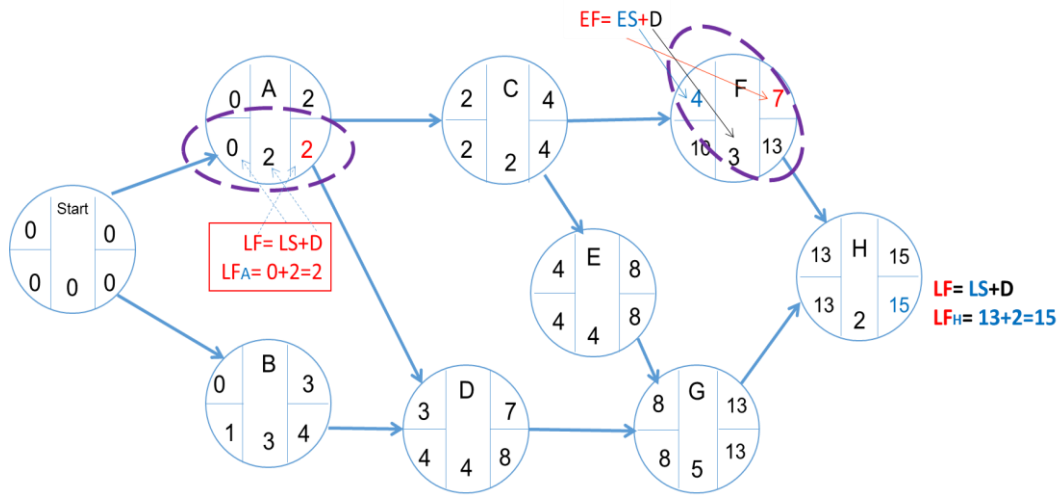 EF= ES+D
0 A 2
0 2 2
2 C 4
2 2 4
4 F 7
10 3 13
LF= LS+D
LFA= 0+2=2
Start
0 0
0 0 0
4 E 8
4 4 8
13 H 15
13 2 15
LF= LS+D
LFH= 13+2=15
0 B 3
1 3 4
3 D 7
4 4 8
8 G 13
8 5 13